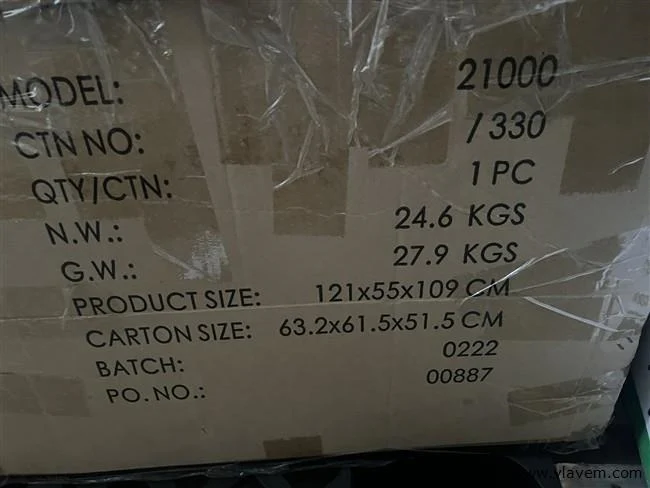 MODEL: 21000
CTN NO: /330
QTY/CTN: 1 PC
N.W.: 24.6 KGS
G.W.: 27.9 KGS
PRODUCT SIZE: 121x55x109 CM
CARTON SIZE: 63.2x61.5x51.5 CM
BATCH: 0222
PO.NO.: 00887
www.vlavem.com